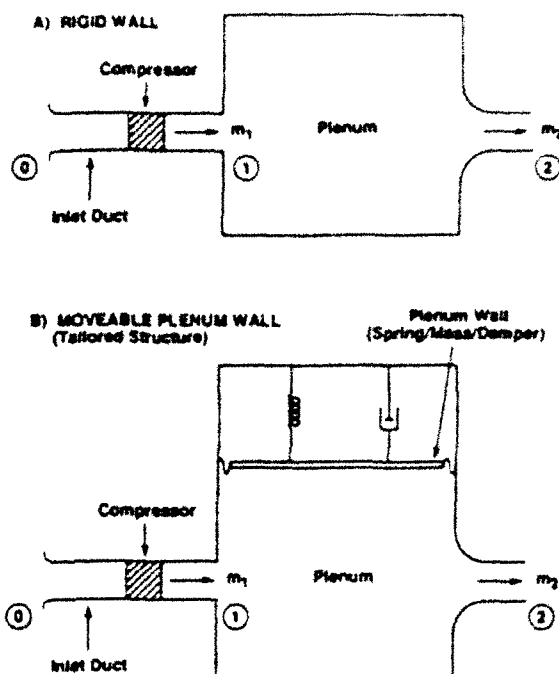 A) RIGID WALL
Compressor
m₁
Plenum
m₂
0
1
2
Inlet Duct
B) MOVEABLE PLENUM WALL
(Tailored Structure)
Plenum Wall
(Spring/Mass/Damper)
Compressor
m₁
Plenum
m₂
0
1
2
Inlet Duct